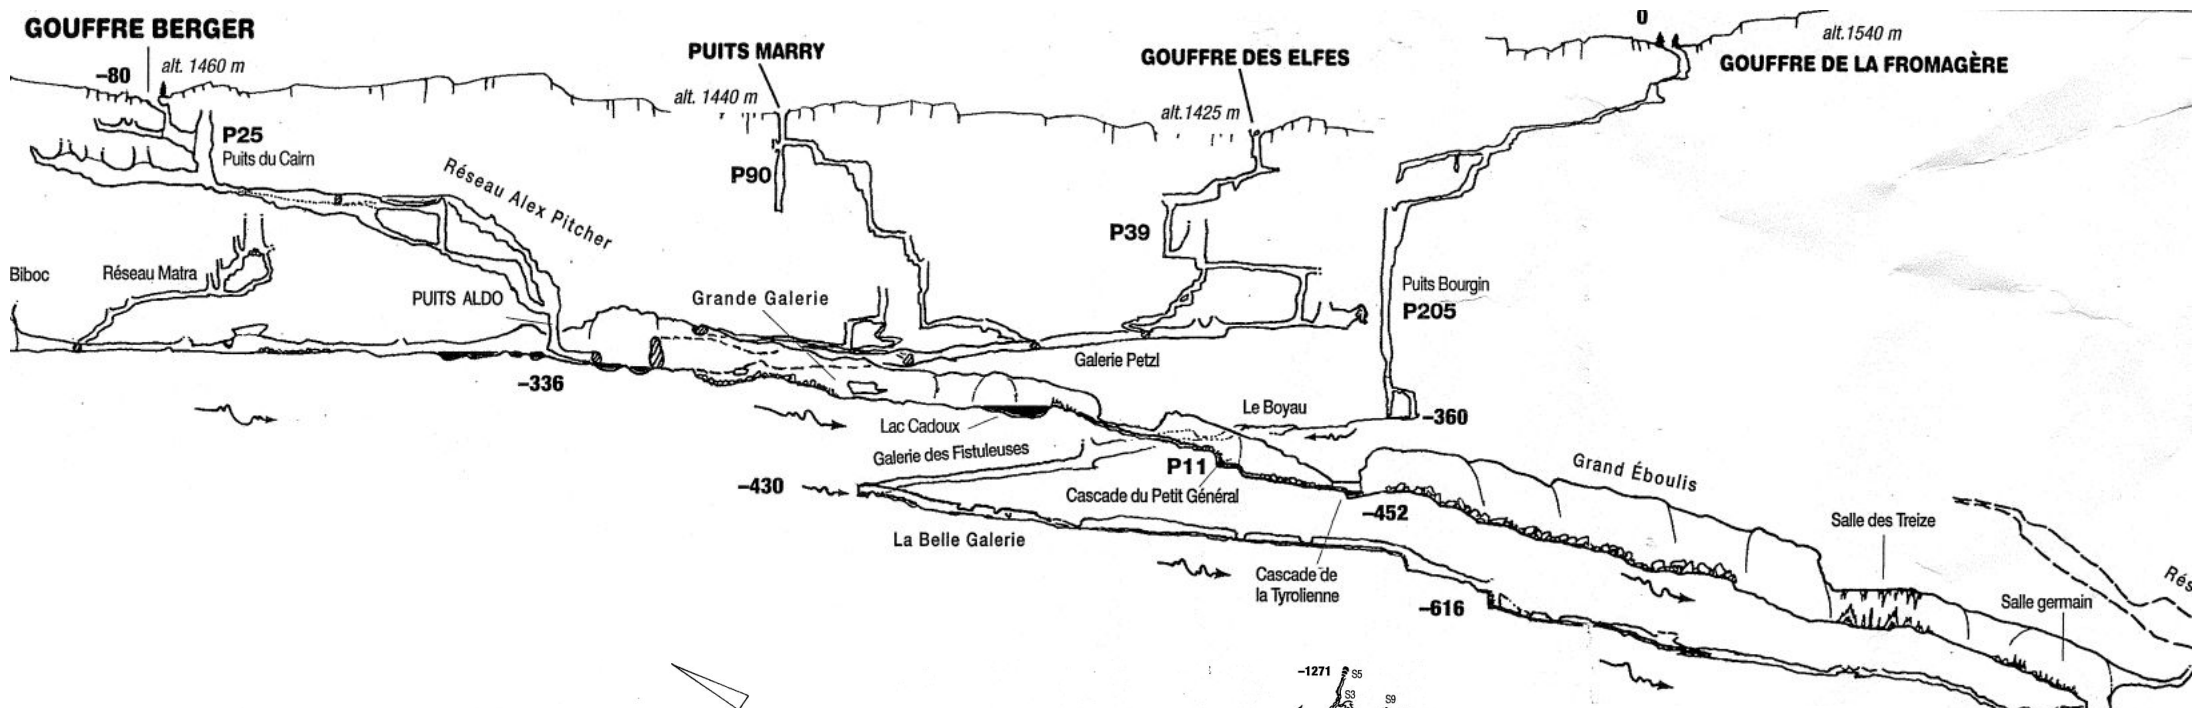 GOUFFRE BERGER
-80
alt. 1460 m
PUITS MARRY
alt. 1440 m
GOUFFRE DES ELFES
alt.1425 m
0
alt.1540 m
GOUFFRE DE LA FROMAGÈRE
P25
Puits du Cairn
Réseau Alex Pitcher
P90
P39
Biboc
Réseau Matra
PUITS ALDO
Grande Galerie
Puits Bourgin
P205
-336
Galerie Petzl
Lac Cadoux
Le Boyau
-360
Galerie des Fistuleuses
P11
Cascade du Petit Général
-430
-452
Grand Éboulis
La Belle Galerie
Salle des Treize
Cascade de
la Tyrolienne
-616
Salle germain
Rés
-1271
S5
S3
S9